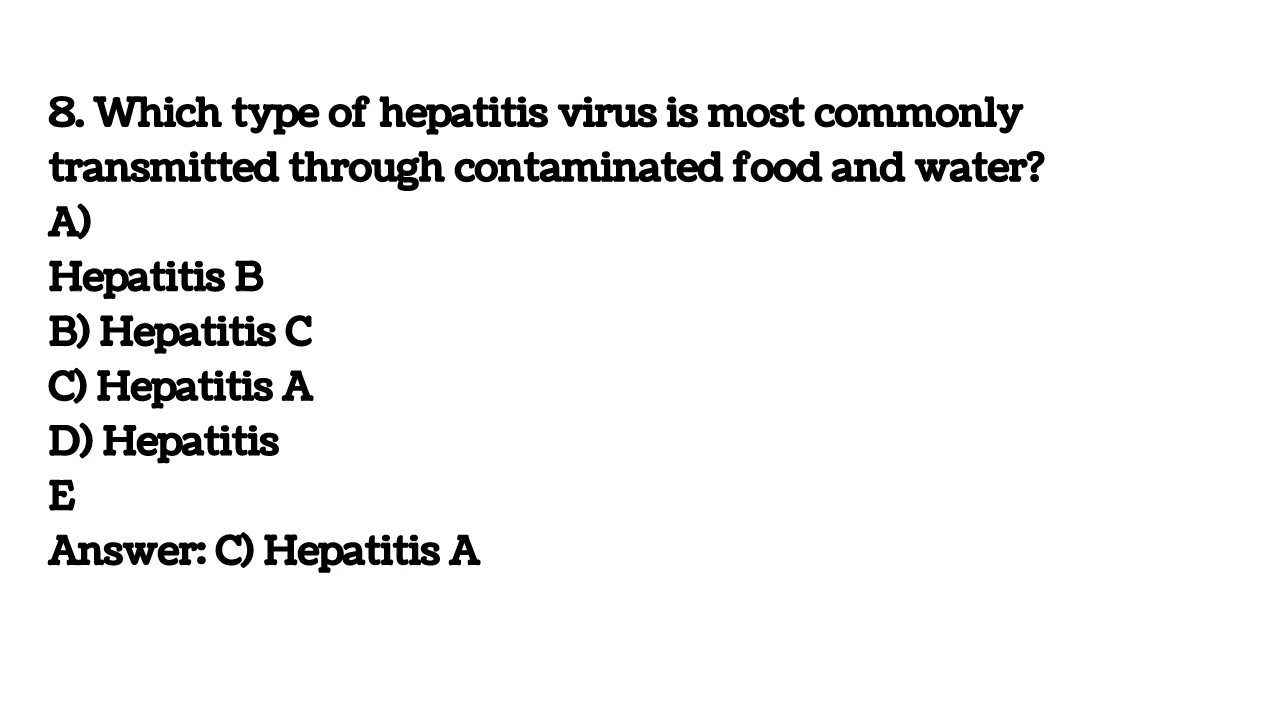 8. Which type of hepatitis virus is most commonly
transmitted through contaminated food and water?
A)
Hepatitis B
B) Hepatitis C
C) Hepatitis A
D) Hepatitis
E
Answer: C) Hepatitis A